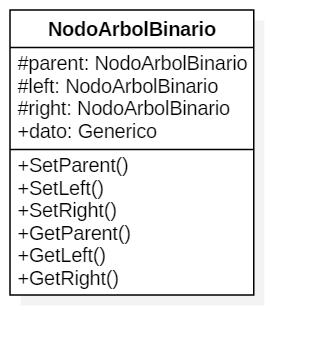 NodoArbolBinario
#parent: NodoArbolBinario
#left: NodoArbolBinario
#right: NodoArbolBinario
+dato: Generico
+SetParent()
+SetLeft()
+SetRight()
+GetParent()
+GetLeft()
+GetRight()